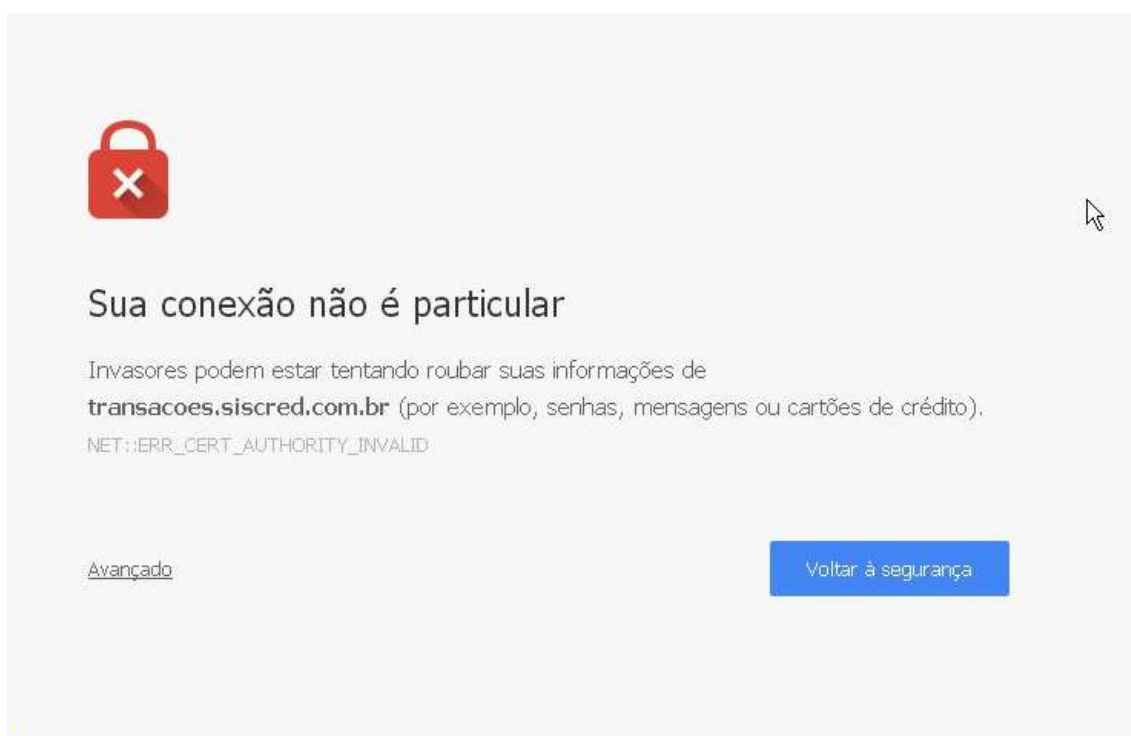 Sua conexão não é particular
Invasores podem estar tentando roubar suas informações de
transacoes.siscred.com.br (por exemplo, senhas, mensagens ou cartões de crédito).
NET::ERR_CERT_AUTHORITY_INVALID
Avançado
Voltar à segurança